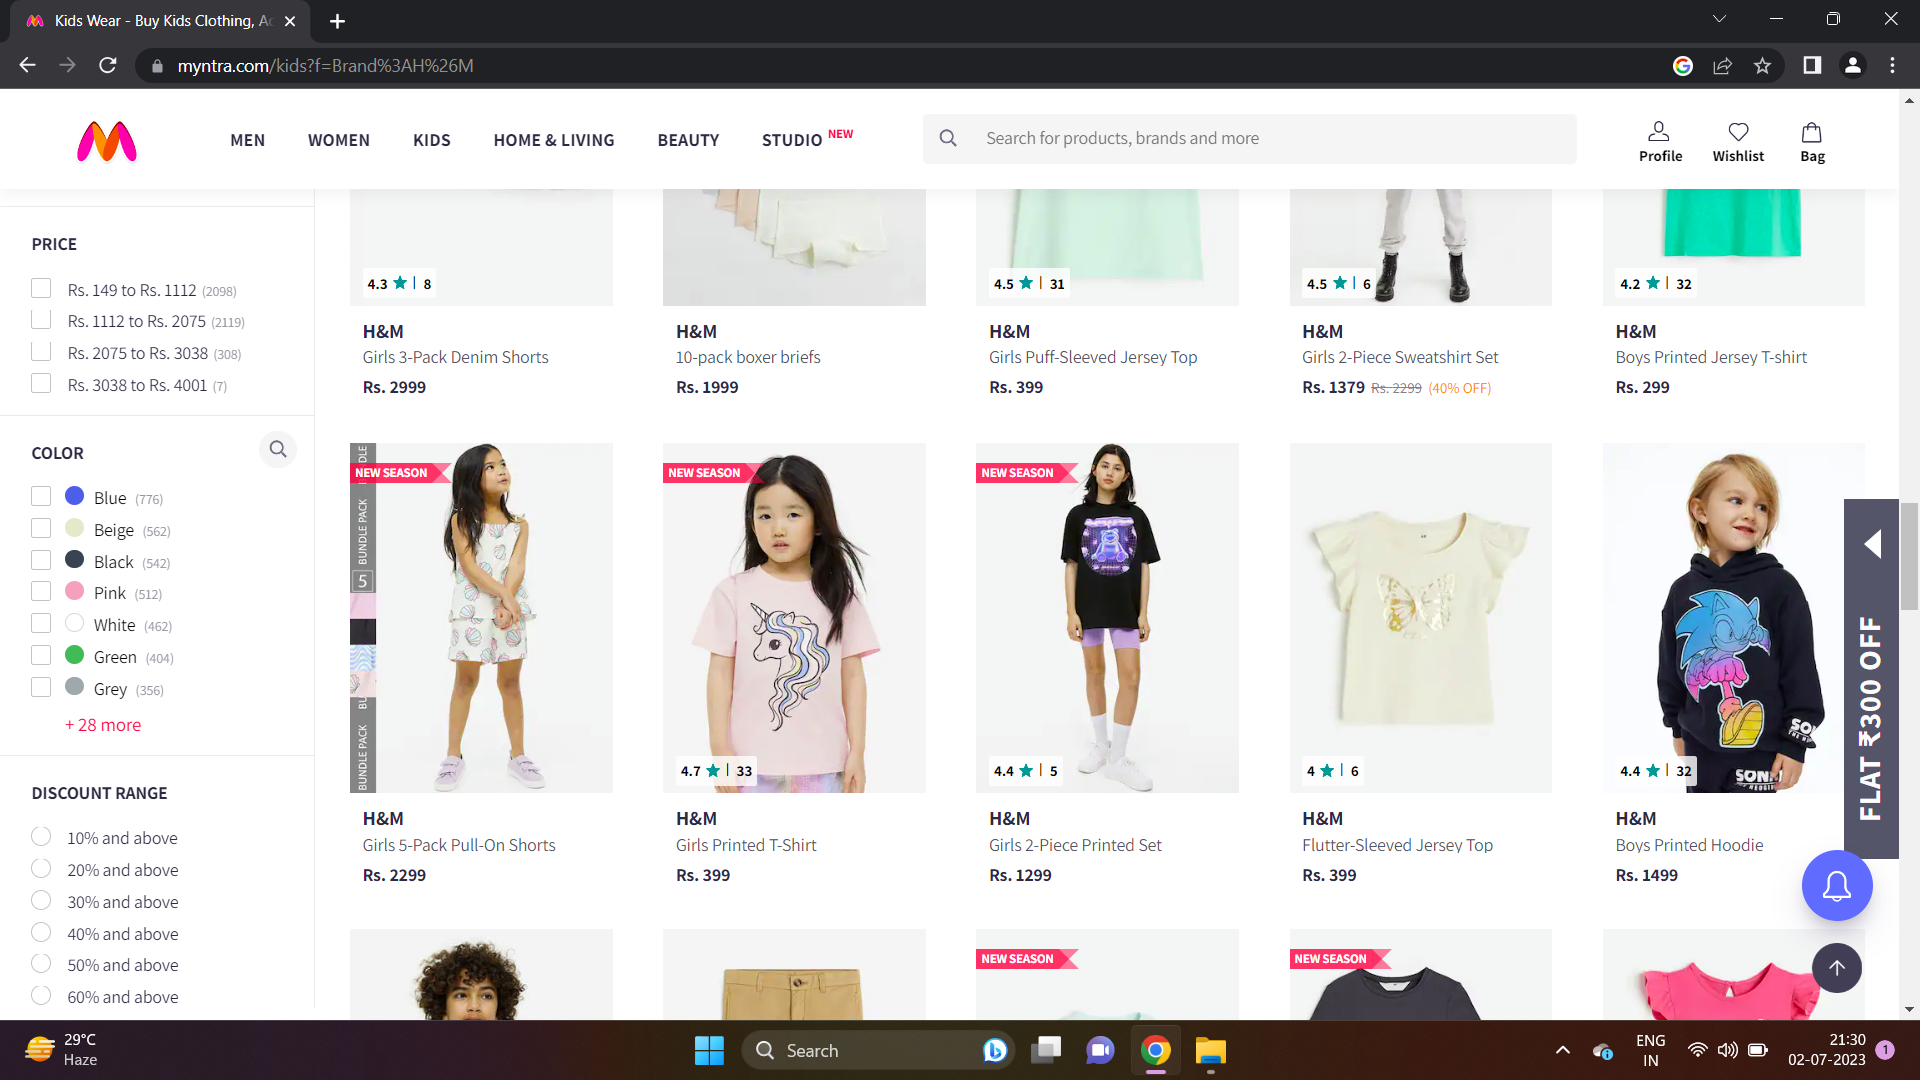 Kids Wear - Buy Kids Clothing, Ac
myntra.com/kids?f=Brand%3AH%26M
MEN WOMEN KIDS HOME & LIVING BEAUTY STUDIO NEW
Search for products, brands and more
Profile Wishlist Bag
PRICE
Rs. 149 to Rs. 1112 (2098)
Rs. 1112 to Rs. 2075 (2119)
Rs. 2075 to Rs. 3038 (308)
Rs. 3038 to Rs. 4001 (7)
COLOR
Blue (776)
Beige (562)
Black (542)
Pink (512)
White (462)
Green (404)
Grey (356)
+ 28 more
DISCOUNT RANGE
10% and above
20% and above
30% and above
40% and above
50% and above
60% and above
4.3 | 8
H&M
Girls 3-Pack Denim Shorts
Rs. 2999
H&M
10-pack boxer briefs
Rs. 1999
4.5 | 31
H&M
Girls Puff-Sleeved Jersey Top
Rs. 399
4.5 | 6
H&M
Girls 2-Piece Sweatshirt Set
Rs. 1379 Rs. 2299 (40% OFF)
4.2 | 32
H&M
Boys Printed Jersey T-shirt
Rs. 299
NEW SEASON
BUNDLE PACK
5
BUNDLE PACK
H&M
Girls 5-Pack Pull-On Shorts
Rs. 2299
NEW SEASON
4.7 | 33
H&M
Girls Printed T-Shirt
Rs. 399
NEW SEASON
4.4 | 5
H&M
Girls 2-Piece Printed Set
Rs. 1299
4 | 6
H&M
Flutter-Sleeved Jersey Top
Rs. 399
4.4 | 32
H&M
Boys Printed Hoodie
Rs. 1499
FLAT ₹300 OFF
NEW SEASON
NEW SEASON
29°C
Haze
Search
ENG
IN
21:30
02-07-2023
1